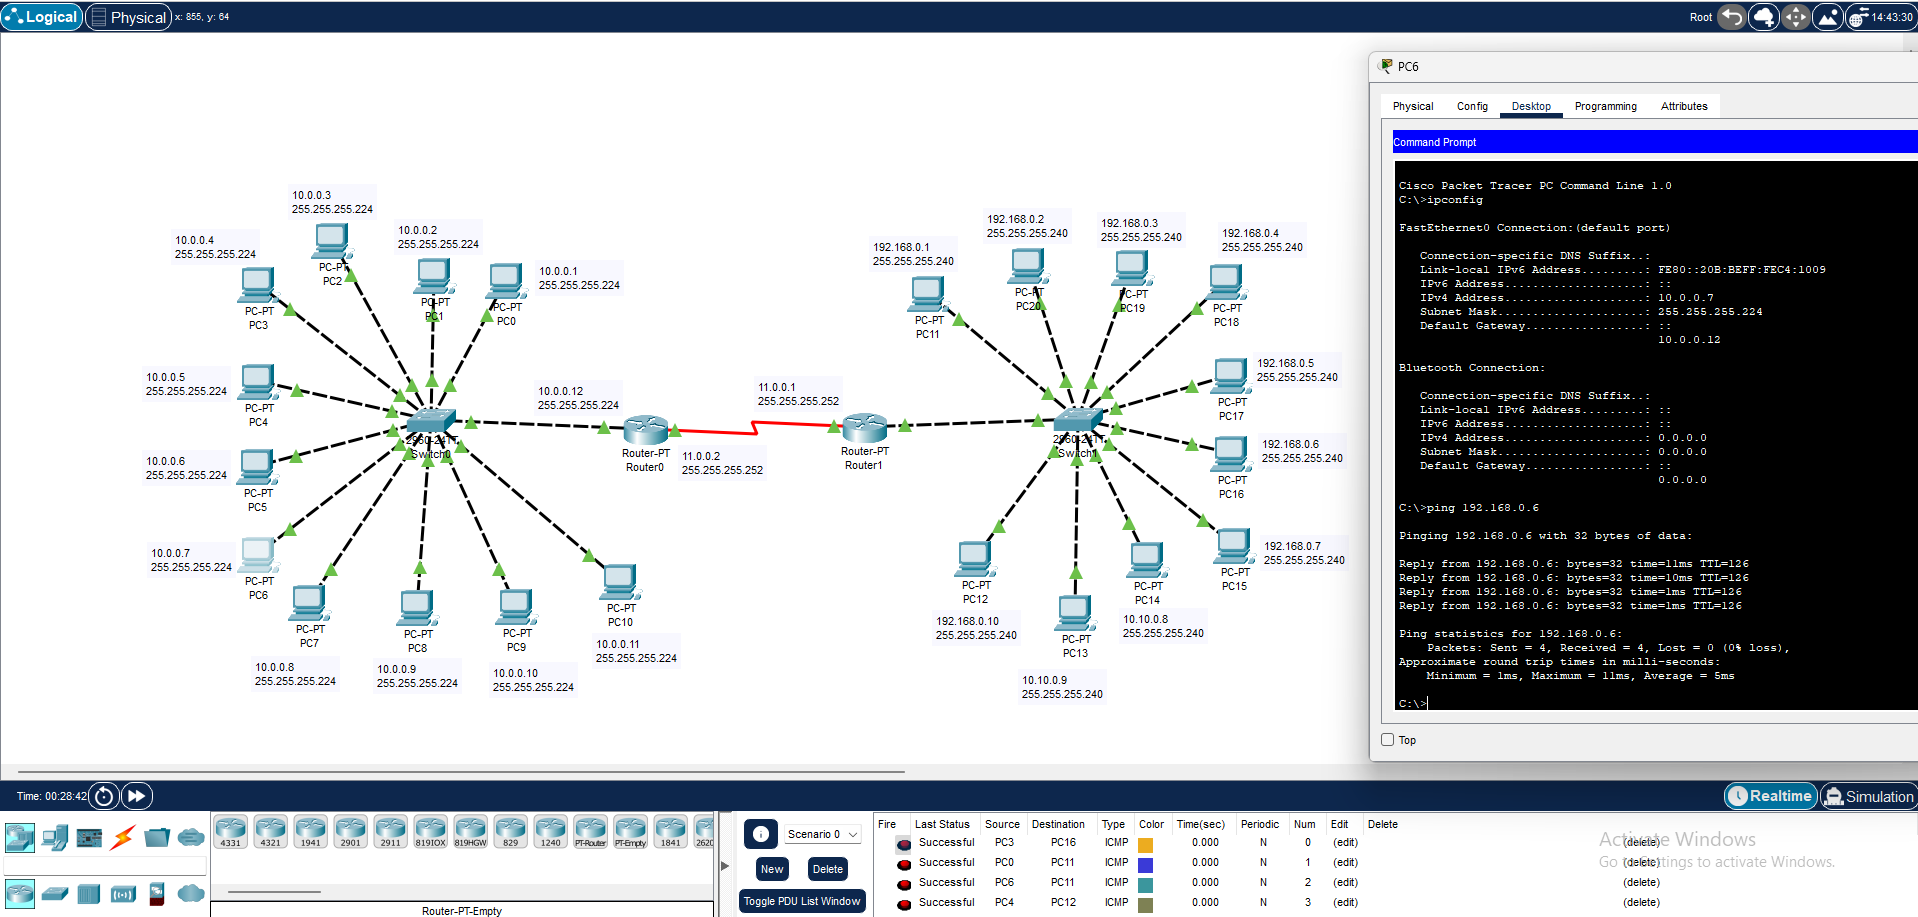 Logical
Physical
x: 855, y: 64
Root
14:43:30
PC6
Physical
Config
Desktop
Programming
Attributes
Command Prompt
Cisco Packet Tracer PC Command Line 1.0
C:\>ipconfig
FastEthernet0 Connection:(default port)
Connection-specific DNS Suffix..:
Link-local IPv6 Address.........: FE80::20B:BEFF:FEC4:1009
IPv6 Address....................: ::
IPv4 Address....................: 10.0.0.7
Subnet Mask.....................: 255.255.255.224
Default Gateway.................: ::
10.0.0.12
Bluetooth Connection:
Connection-specific DNS Suffix..:
Link-local IPv6 Address.........: ::
IPv6 Address....................: ::
IPv4 Address....................: 0.0.0.0
Subnet Mask.....................: 0.0.0.0
Default Gateway.................: ::
0.0.0.0
C:\>ping 192.168.0.6
Pinging 192.168.0.6 with 32 bytes of data:
Reply from 192.168.0.6: bytes=32 time=11ms TTL=126
Reply from 192.168.0.6: bytes=32 time=10ms TTL=126
Reply from 192.168.0.6: bytes=32 time=1ms TTL=126
Reply from 192.168.0.6: bytes=32 time=1ms TTL=126
Ping statistics for 192.168.0.6:
Packets: Sent = 4, Received = 4, Lost = 0 (0% loss),
Approximate round trip times in milli-seconds:
Minimum = 1ms, Maximum = 11ms, Average = 5ms
C:\>
Top
10.0.0.3
255.255.255.224
PC-PT
PC2
10.0.0.4
255.255.255.224
PC-PT
PC3
10.0.0.2
255.255.255.224
PC-PT
PC1
10.0.0.1
255.255.255.224
PC-PT
PC0
10.0.0.5
255.255.255.224
PC-PT
PC4
10.0.0.6
255.255.255.224
PC-PT
PC5
10.0.0.7
255.255.255.224
PC-PT
PC6
PC-PT
PC7
10.0.0.8
255.255.255.224
PC-PT
PC8
10.0.0.9
255.255.255.224
PC-PT
PC9
10.0.0.10
255.255.255.224
PC-PT
PC10
10.0.0.11
255.255.255.224
2960-24TT
Switch0
10.0.0.12
255.255.255.224
Router-PT
Router0
11.0.0.2
255.255.255.252
11.0.0.1
255.255.255.252
Router-PT
Router1
192.168.0.1
255.255.255.240
PC-PT
PC11
192.168.0.2
255.255.255.240
PC-PT
PC20
192.168.0.3
255.255.255.240
PC-PT
PC19
192.168.0.4
255.255.255.240
PC-PT
PC18
192.168.0.5
255.255.255.240
PC-PT
PC17
192.168.0.6
255.255.255.240
PC-PT
PC16
192.168.0.7
255.255.255.240
PC-PT
PC15
2960-24TT
Switch1
PC-PT
PC12
192.168.0.10
255.255.255.240
PC-PT
PC13
10.10.0.9
255.255.255.240
PC-PT
PC14
10.10.0.8
255.255.255.240
Time: 00:28:42
Realtime
Simulation
4331
4321
1941
2901
2911
819IOX
819HGW
829
1240
PT-Router
PT-Empty
1841
2620
Router-PT-Empty
Scenario 0
New
Delete
Toggle PDU List Window
Fire Last Status Source Destination Type Color Time(sec) Periodic Num Edit Delete
Successful PC3 PC16 ICMP 0.000 N 0 (edit) (delete)
Successful PC0 PC11 ICMP 0.000 N 1 (edit) (delete)
Successful PC6 PC11 ICMP 0.000 N 2 (edit) (delete)
Successful PC4 PC12 ICMP 0.000 N 3 (edit) (delete)
Activate Windows
Go to Settings to activate Windows.